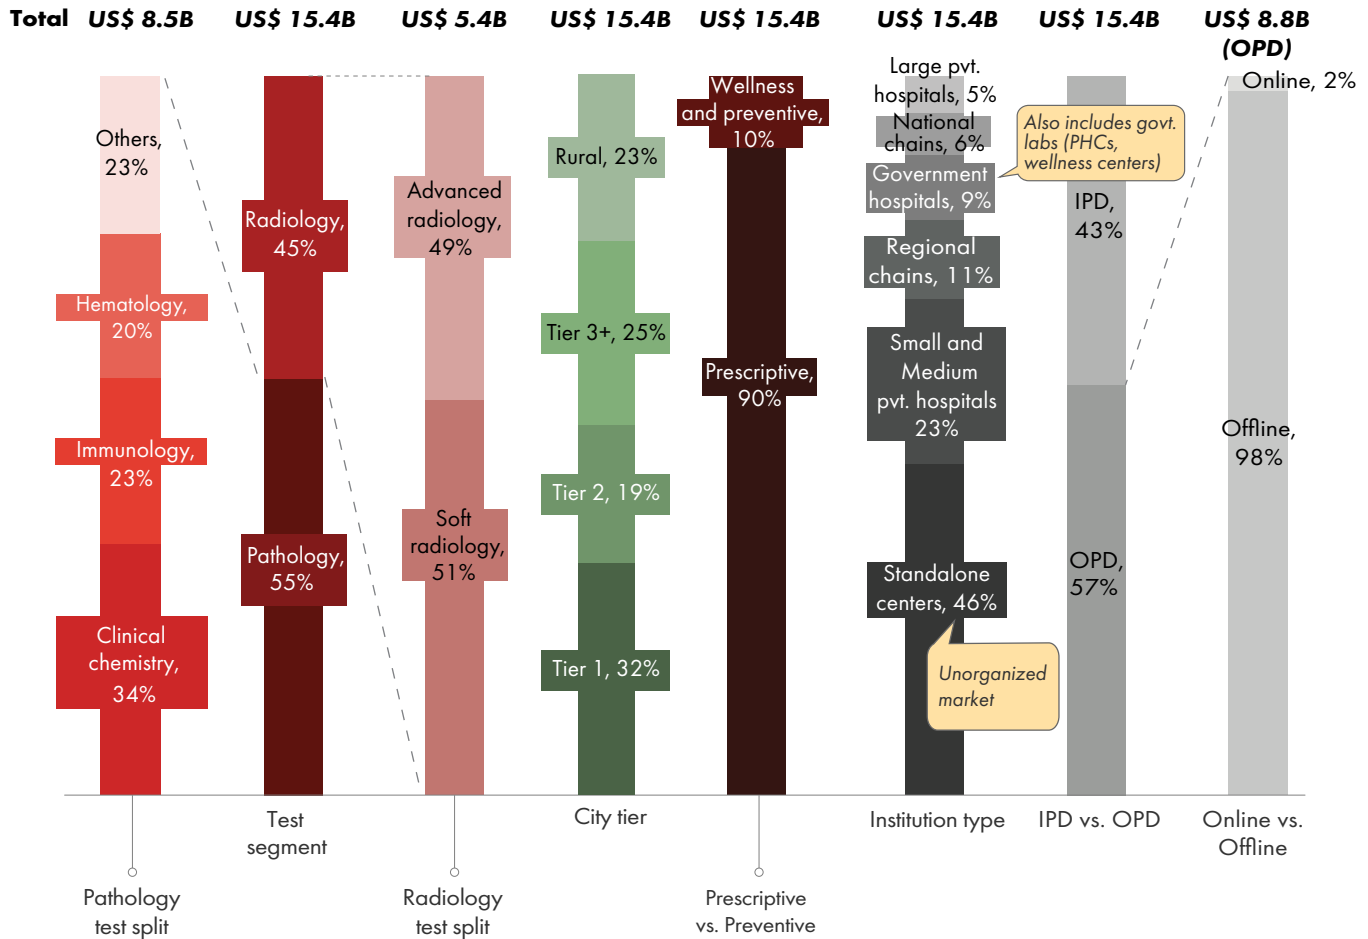 Total US$ 8.5B US$ 15.4B US$ 5.4B US$ 15.4B US$ 15.4B US$ 15.4B US$ 15.4B US$ 8.8B
(OPD)
Others,
23%
Hematology,
20%
Immunology,
23%
Clinical
chemistry,
34%
Radiology,
45%
Pathology,
55%
Advanced
radiology,
49%
Soft
radiology,
51%
Rural, 23%
Tier 3+, 25%
Tier 2, 19%
Tier 1, 32%
Wellness
and preventive,
10%
Prescriptive,
90%
Large pvt.
hospitals, 5%
National
chains, 6%
Government
hospitals, 9%
Regional
chains, 11%
Small and
Medium
pvt. hospitals
23%
Standalone
centers, 46%
Also includes govt.
labs (PHCs,
wellness centers)
Unorganized
market
IPD,
43%
OPD,
57%
Online, 2%
Offline,
98%
Pathology
test split
Test
segment
Radiology
test split
City tier
Prescriptive
vs. Preventive
Institution type
IPD vs. OPD
Online vs.
Offline